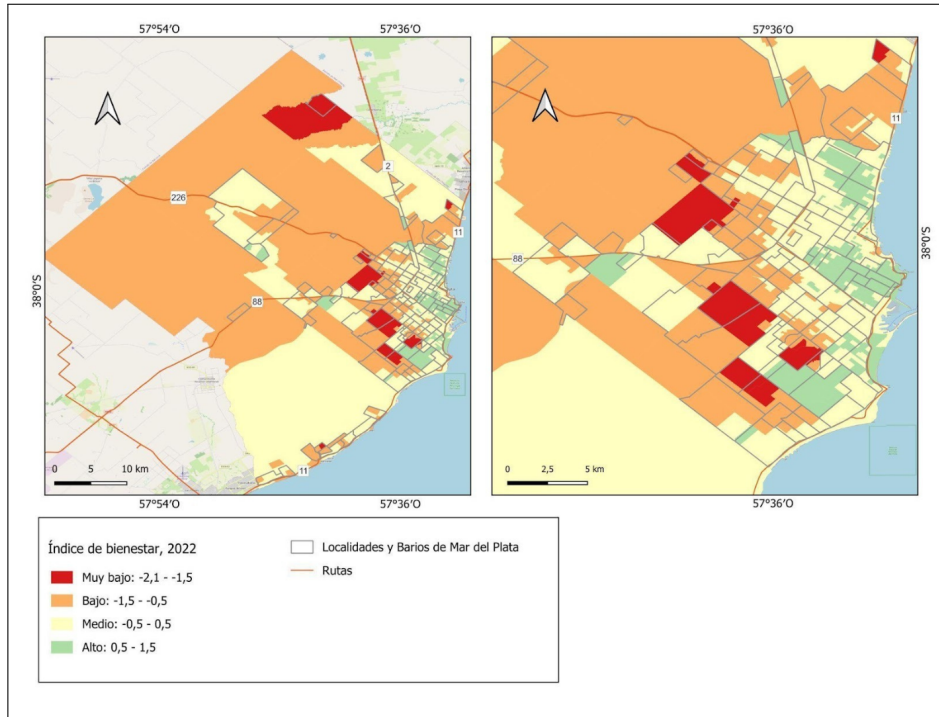 57°54′O
57°36′O
57°36′O
2
11
226
88
38°0′S
11
0 5 10 km
57°54′O
57°36′O
11
88
38°0′S
0 2,5 5 km
57°36′O
Índice de bienestar, 2022
Muy bajo: -2,1 - -1,5
Bajo: -1,5 - -0,5
Medio: -0,5 - 0,5
Alto: 0,5 - 1,5
Localidades y Barios de Mar del Plata
Rutas